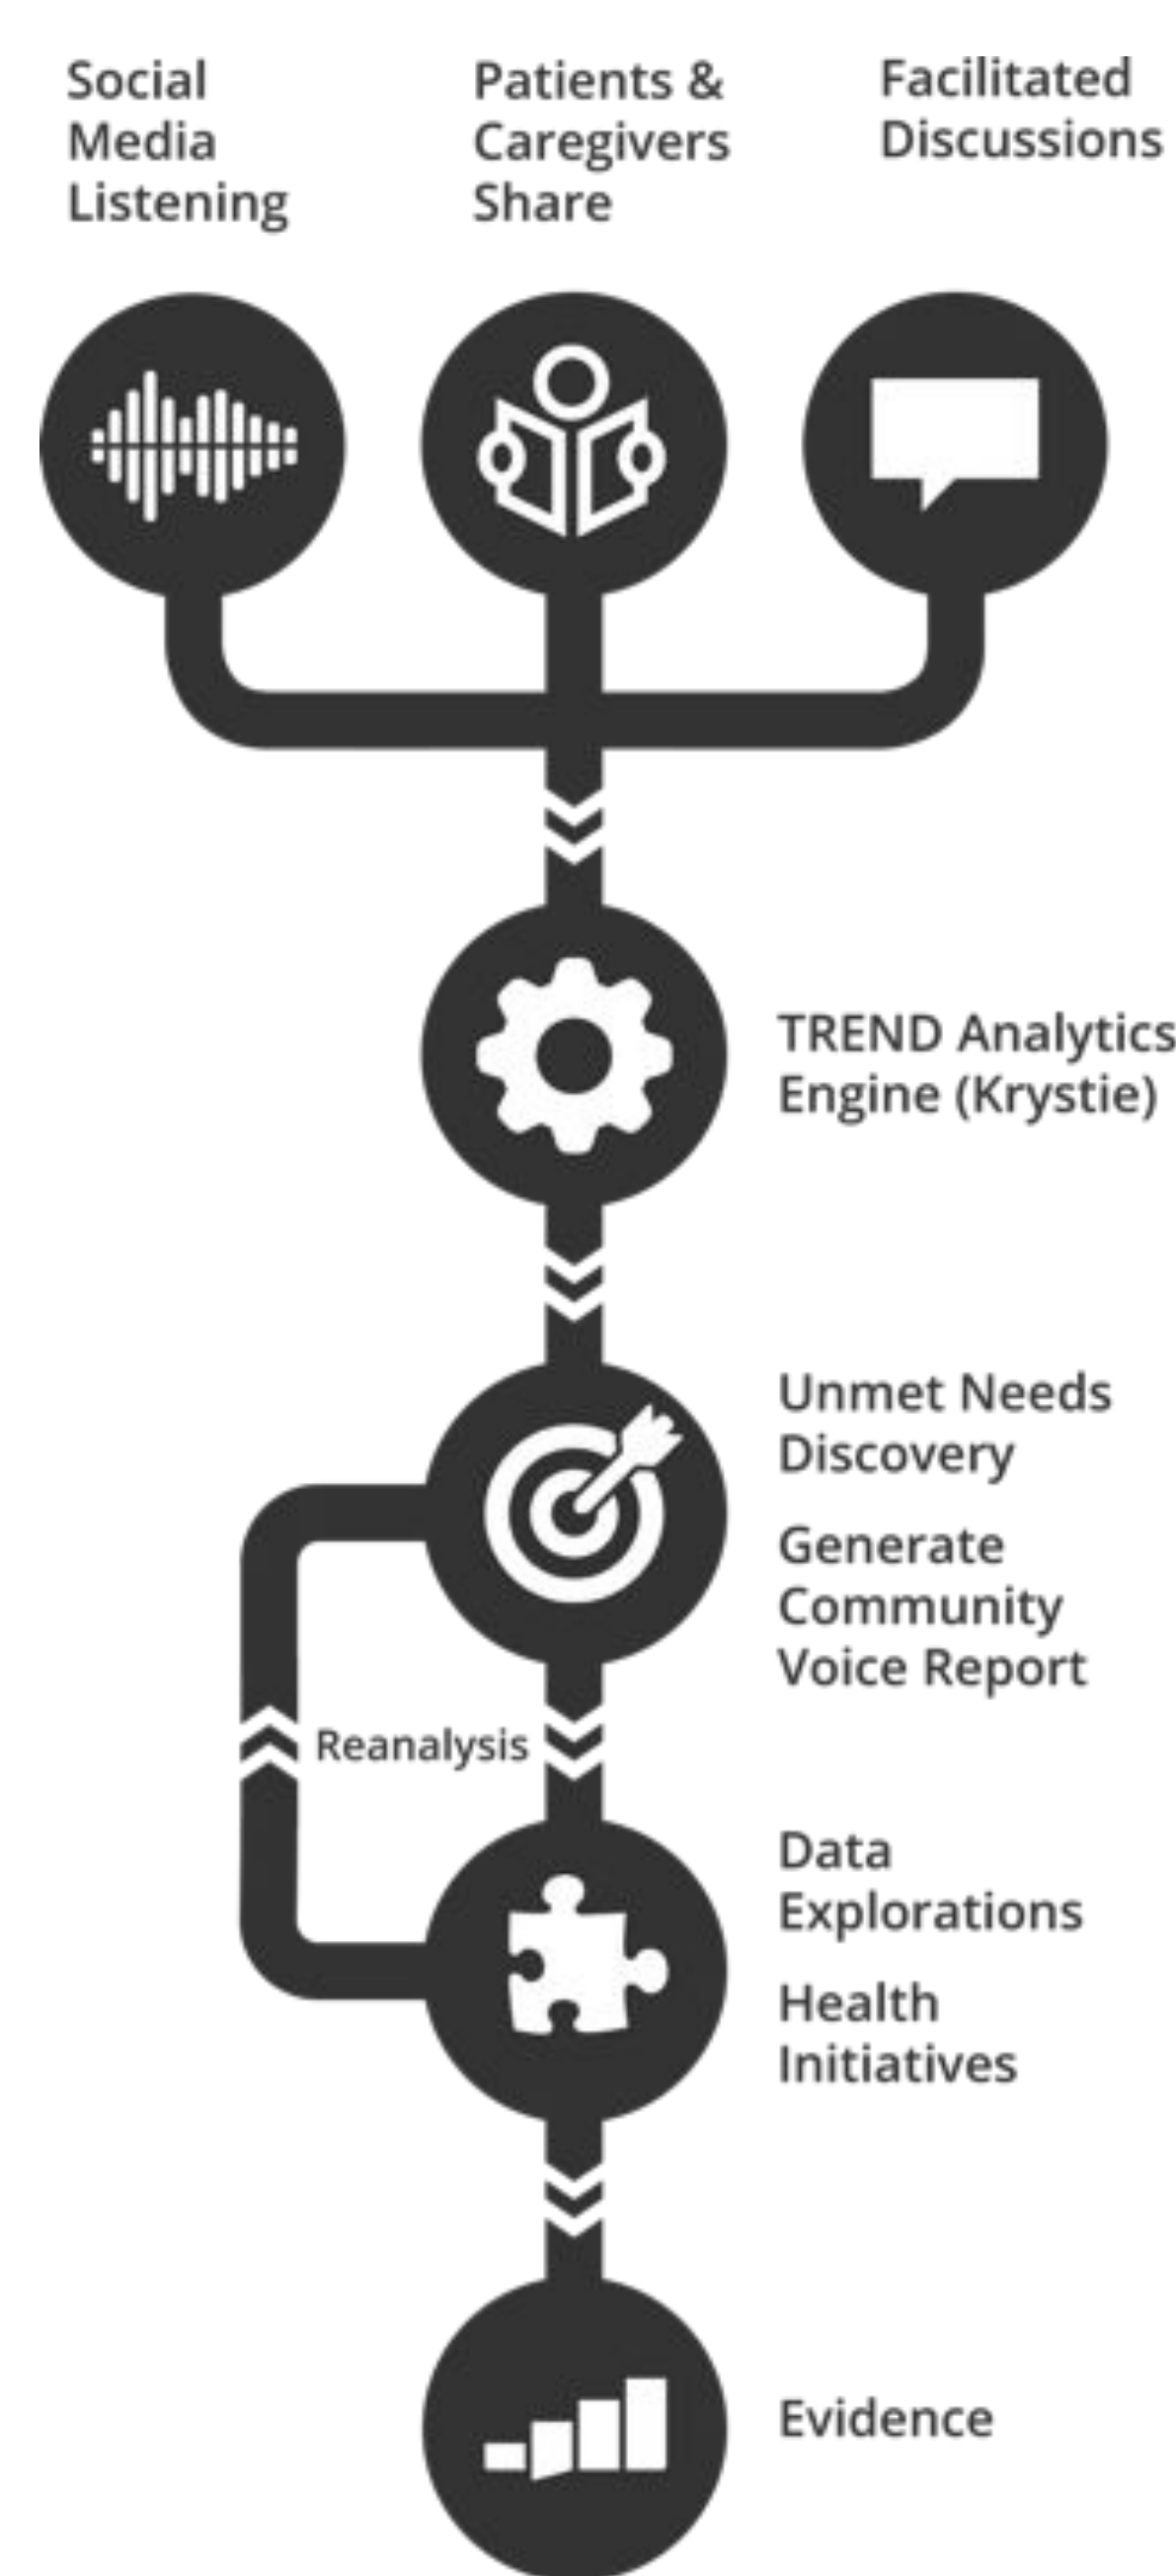 Social
Media
Listening
Patients &
Caregivers
Share
Facilitated
Discussions
TREND Analytics
Engine (Krystie)
Unmet Needs
Discovery
Generate
Community
Voice Report
Reanalysis
Data
Explorations
Health
Initiatives
Evidence